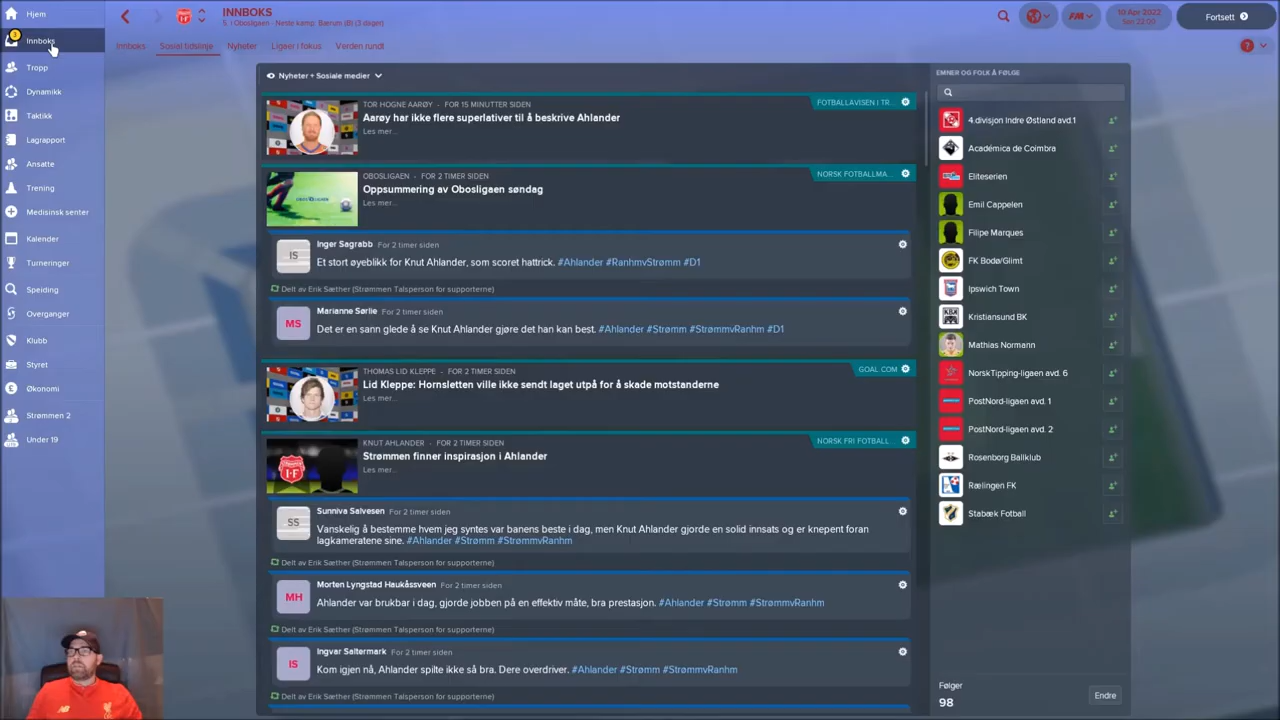 Hjem
INNBOKS
5. i Obosligaen - Neste kamp: Bærum (B) (3 dager)
10 Apr 2022
Søn 22:09
Fortsett
3
Innboks
Innboks
Sosial tidslinje
Nyheter
Ligaer i fokus
Verden rundt
Tropp
Dynamikk
Taktikk
Lagrapport
Ansatte
Trening
Medisinsk senter
Kalender
Turneringer
Speiding
Overganger
Klubb
Styret
Økonomi
Strømmen 2
Under 19
Nyheter + Sosiale medier
TOR HOGNE AARØY - FOR 15 MINUTTER SIDEN
FOTBALLAVISEN I TR...
Aarøy har ikke flere superlativer til å beskrive Ahlander
Les mer...
OBOSLIGAEN - FOR 2 TIMER SIDEN
NORSK FOTBALLMA...
Oppsummering av Obosligaen søndag
Les mer...
IS
Inger Sagrabb For 2 timer siden
Et stort øyeblikk for Knut Ahlander, som scoret hattrick. #Ahlander #RanhmvStrømm #D1
Delt av Erik Sæther (Strømmen Talsperson for supporterne)
MS
Marianne Sørlie For 2 timer siden
Det er en sann glede å se Knut Ahlander gjøre det han kan best. #Ahlander #Strømm #StrømmvRanhm #D1
THOMAS LID KLEPPE - FOR 2 TIMER SIDEN
GOAL COM
Lid Kleppe: Hornsletten ville ikke sendt laget utpå for å skade motstanderne
Les mer...
KNUT AHLANDER - FOR 2 TIMER SIDEN
NORSK FRI FOTBALL...
Strømmen finner inspirasjon i Ahlander
Les mer...
SS
Sunniva Salvesen For 2 timer siden
Vanskelig å bestemme hvem jeg syntes var banens beste i dag, men Knut Ahlander gjorde en solid innsats og er knepent foran
lagkameratene sine. #Ahlander #Strømm #StrømmvRanhm
Delt av Erik Sæther (Strømmen Talsperson for supporterne)
MH
Morten Lyngstad Haukåssveen For 2 timer siden
Ahlander var brukbar i dag, gjorde jobben på en effektiv måte, bra prestasjon. #Ahlander #Strømm #StrømmvRanhm
Delt av Erik Sæther (Strømmen Talsperson for supporterne)
IS
Ingvar Saltermark For 2 timer siden
Kom igjen nå, Ahlander spilte ikke så bra. Dere overdriver. #Ahlander #Strømm #StrømmvRanhm
Delt av Erik Sæther (Strømmen Talsperson for supporterne)
EMNER OG FOLK Å FØLGE
4.divisjon Indre Østland avd.1
Académica de Coimbra
Eliteserien
Emil Cappelen
Filipe Marques
FK Bodø/Glimt
Ipswich Town
Kristiansund BK
Mathias Normann
NorskTipping-ligaen avd. 6
PostNord-ligaen avd. 1
PostNord-ligaen avd. 2
Rosenborg Ballklub
Rælingen FK
Stabæk Fotball
Følger
98
Endre
FM